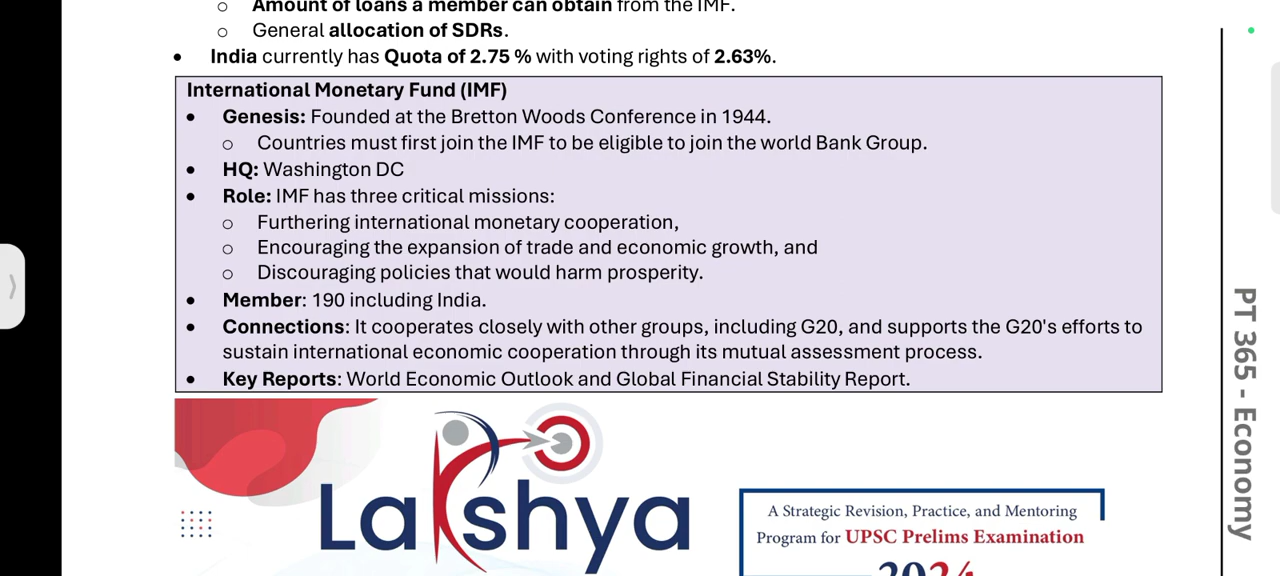 ○ Amount of loans a member can obtain from the IMF.
○ General allocation of SDRs.
• India currently has Quota of 2.75 % with voting rights of 2.63%.
International Monetary Fund (IMF)
• Genesis: Founded at the Bretton Woods Conference in 1944.
○ Countries must first join the IMF to be eligible to join the world Bank Group.
• HQ: Washington DC
• Role: IMF has three critical missions:
○ Furthering international monetary cooperation,
○ Encouraging the expansion of trade and economic growth, and
○ Discouraging policies that would harm prosperity.
• Member: 190 including India.
• Connections: It cooperates closely with other groups, including G20, and supports the G20's efforts to
sustain international economic cooperation through its mutual assessment process.
• Key Reports: World Economic Outlook and Global Financial Stability Report.
Lakshya
A Strategic Revision, Practice, and Mentoring
Program for UPSC Prelims Examination
2024
PT 365 - Economy